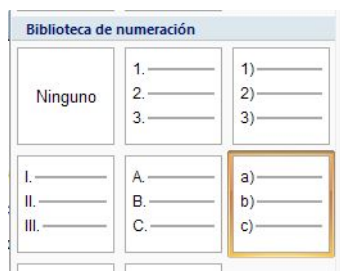 Biblioteca de numeración
Ninguno
1.
2.
3.
1)
2)
3)
I.
II.
III.
A.
B.
C.
a)
b)
c)